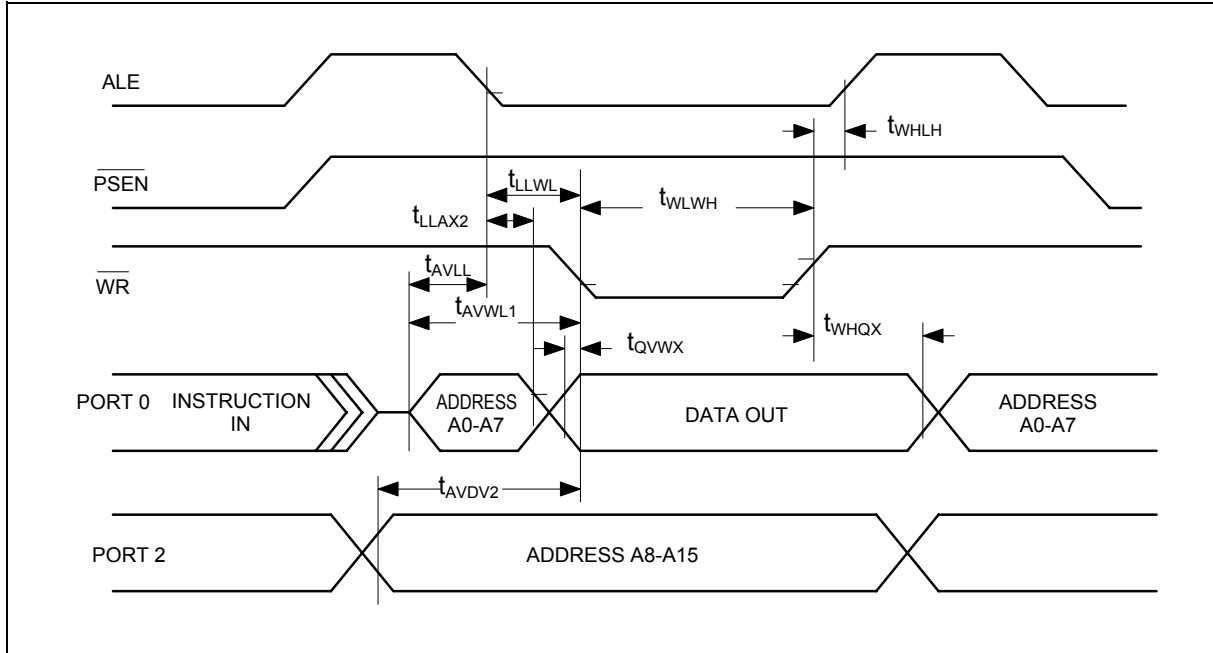 ALE
tWHLH
PSEN
tLLWL
tWLWH
tLLAX2
WR
tAVLL
tAVWL1
tWHQX
tQVWX
PORT 0
INSTRUCTION
IN
ADDRESS
A0-A7
DATA OUT
ADDRESS
A0-A7
tAVDV2
PORT 2
ADDRESS A8-A15